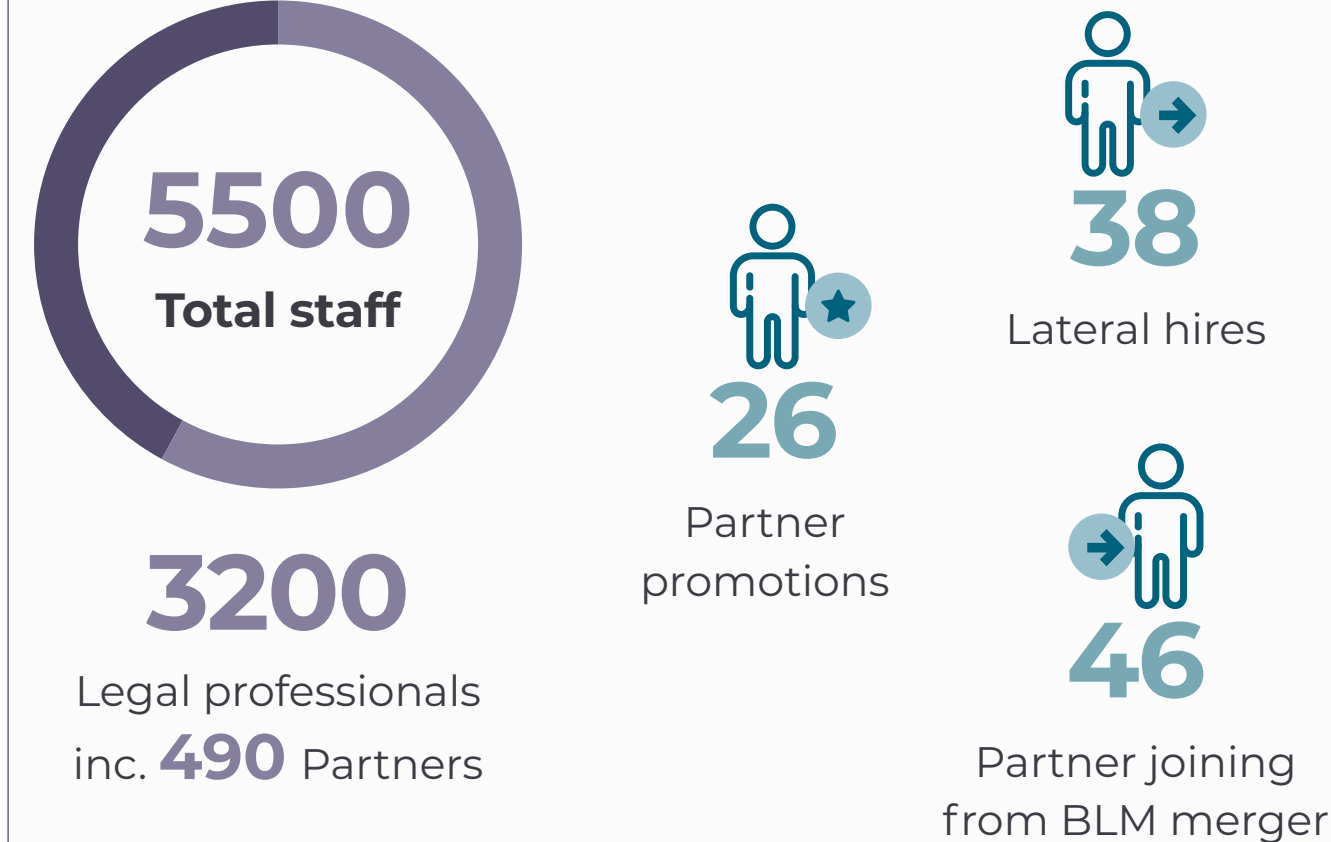 5500
Total staff
3200
Legal professionals
inc. 490 Partners
26
Partner
promotions
38
Lateral hires
46
Partner joining
from BLM merger